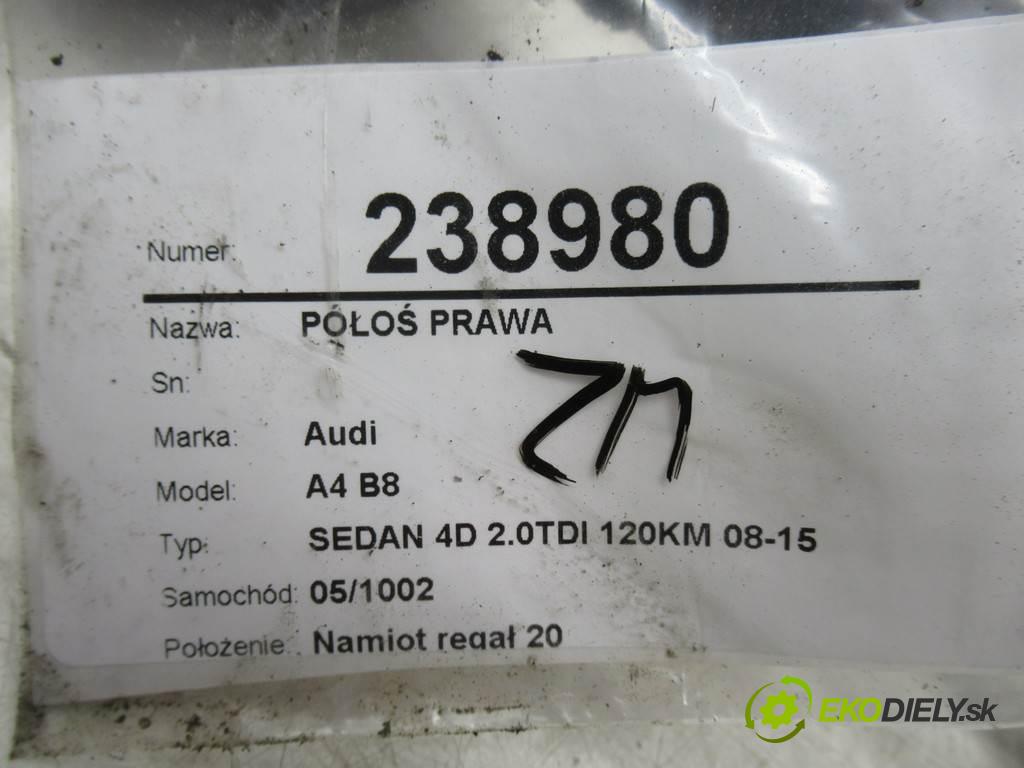 Numer: 238980
Nazwa: PÓŁOŚ PRAWA
Sn:
ZM
Marka: Audi
Model: A4 B8
Typ: SEDAN 4D 2.0TDI 120KM 08-15
Samochód: 05/1002
Położenie: Namiot regał 20
EKODIELY.sk